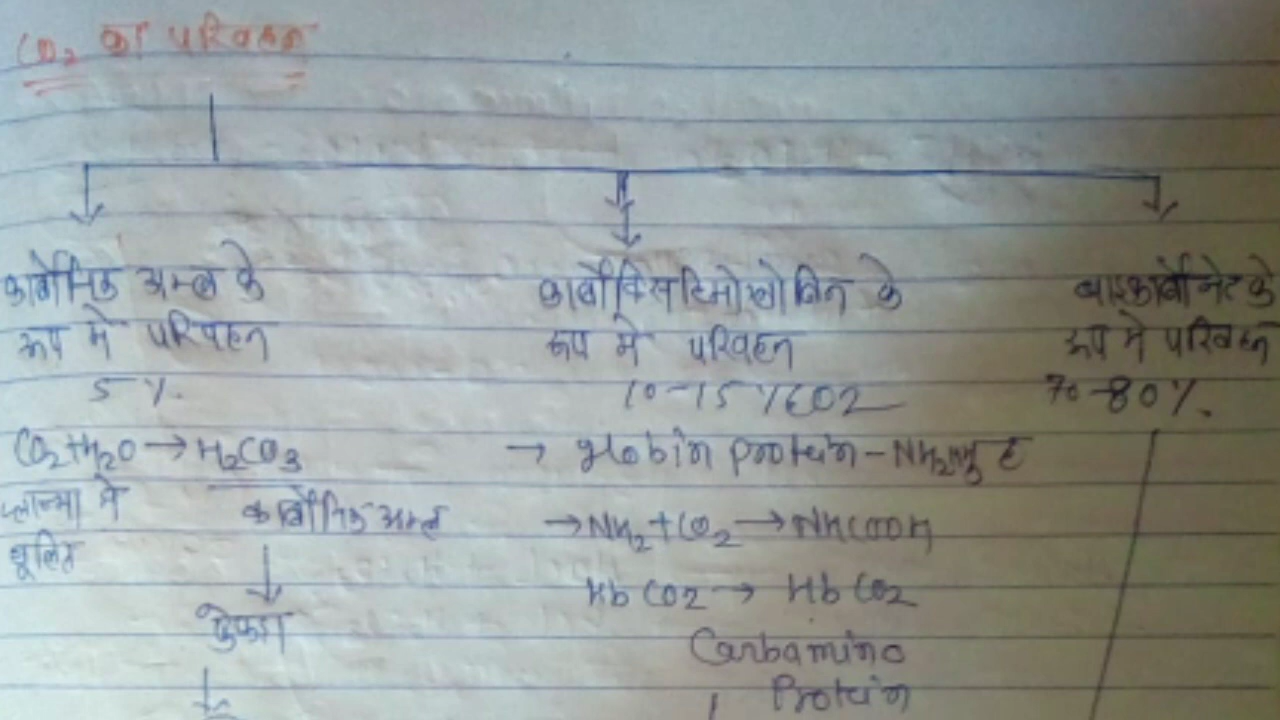 CO2 का परिवहन
कार्बोनिक अम्ल के
रूप मे परिवहन
5 %.
CO2+H2O → H2CO3
प्लाज्मा मे
घूलित
कार्बोनिक अम्ल
फेफडा
कार्बोक्सिहिमोग्लोबिन के
रूप मे परिवहन
10-15 % CO2
→ globin protein - NH2 समूह
→ NH2 + CO2 → NHCOOH
Hb CO2 → Hb CO2
Carbamino
Protein
बाइकार्बोनेट के
रूप मे परिवहन
70-80 %.